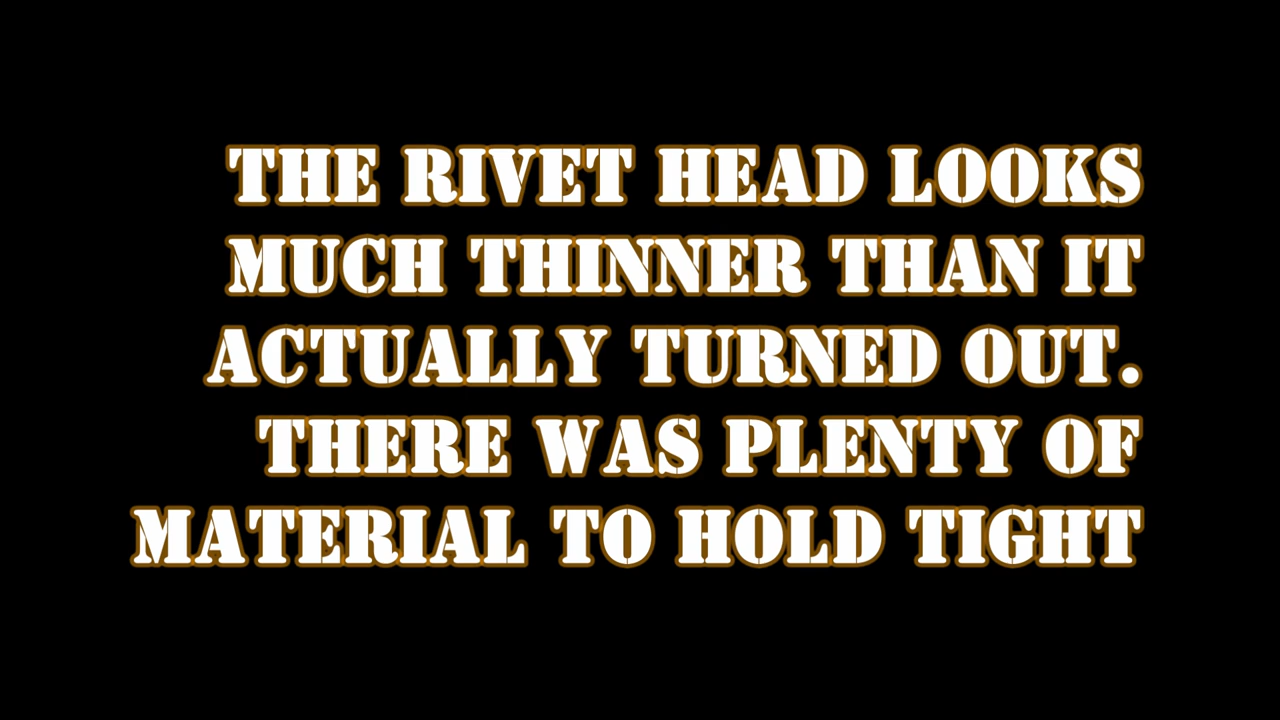 THE RIVET HEAD LOOKS
MUCH THINNER THAN IT
ACTUALLY TURNED OUT.
THERE WAS PLENTY OF
MATERIAL TO HOLD TIGHT